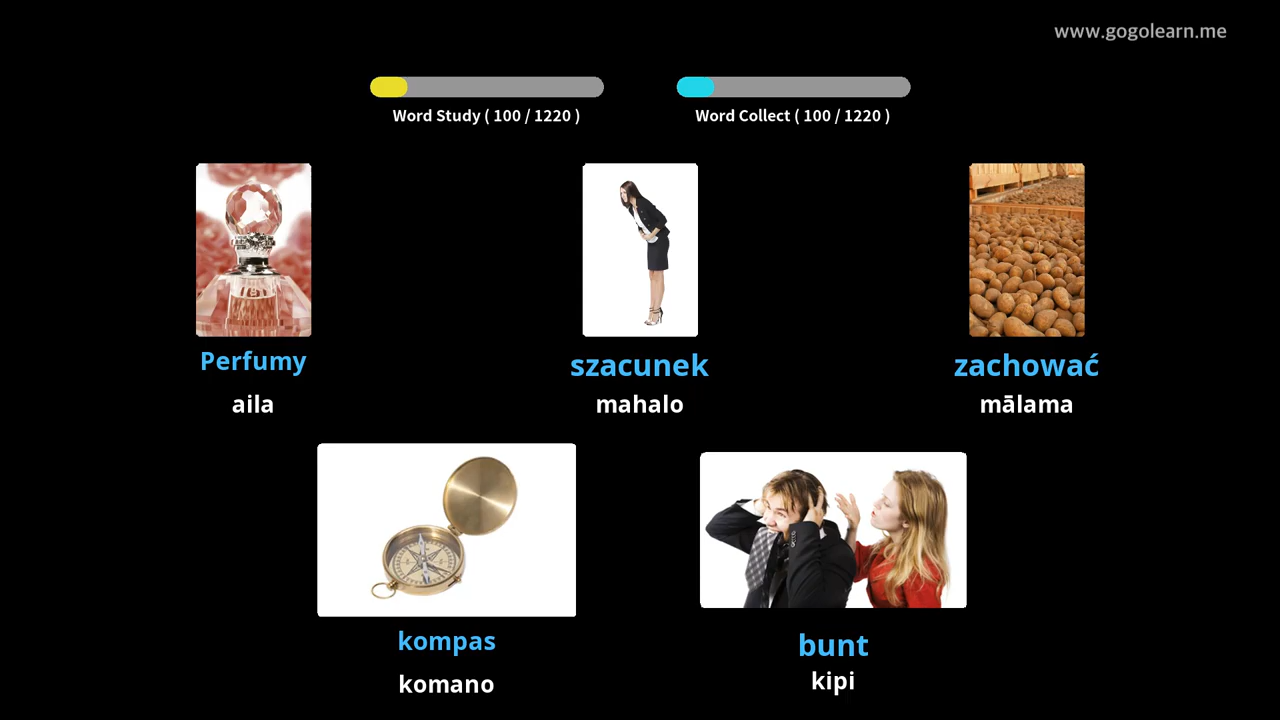 www.gogolearn.me
Word Study ( 100 / 1220 )
Word Collect ( 100 / 1220 )
Perfumy
aila
szacunek
mahalo
zachować
mālama
kompas
komano
bunt
kipi